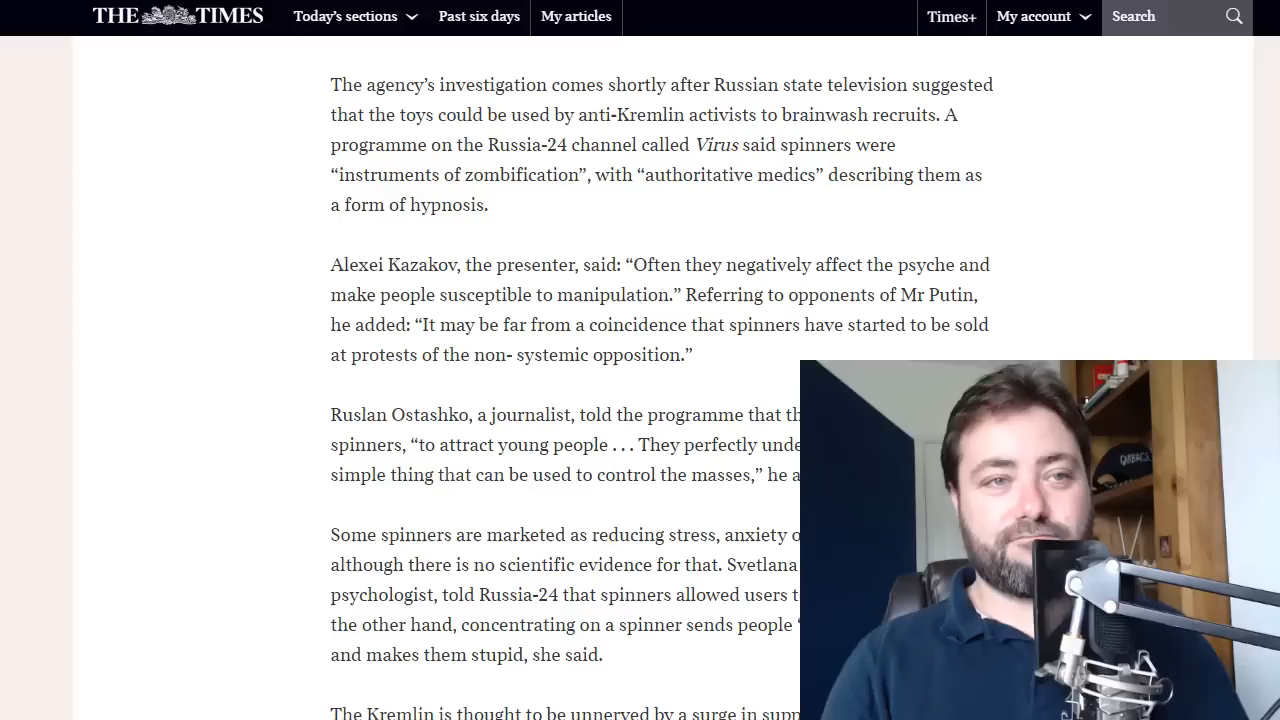 THE TIMES Today's sections Past six days My articles Times+ My account Search
The agency’s investigation comes shortly after Russian state television suggested
that the toys could be used by anti-Kremlin activists to brainwash recruits. A
programme on the Russia-24 channel called Virus said spinners were
“instruments of zombification”, with “authoritative medics” describing them as
a form of hypnosis.
Alexei Kazakov, the presenter, said: “Often they negatively affect the psyche and
make people susceptible to manipulation.” Referring to opponents of Mr Putin,
he added: “It may be far from a coincidence that spinners have started to be sold
at protests of the non- systemic opposition.”
Ruslan Ostashko, a journalist, told the programme that
spinners, “to attract young people . . . They perfectly
simple thing that can be used to control the masses,” he
Some spinners are marketed as reducing stress, anxiety
although there is no scientific evidence for that. Svetlana
psychologist, told Russia-24 that spinners allowed users
the other hand, concentrating on a spinner sends people
and makes them stupid, she said.
The Kremlin is thought to be unnerved by a surge in
GARBAGE